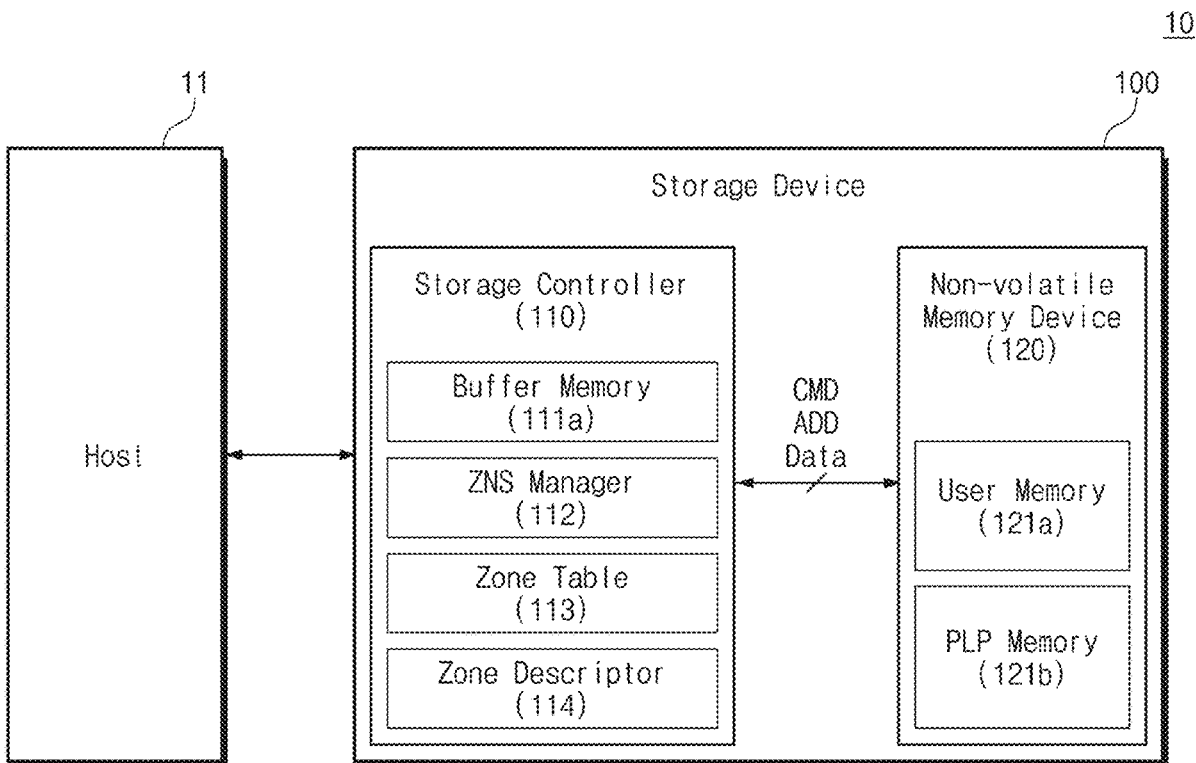 10
11
100
Host
Storage Device
Storage Controller
(110)
Buffer Memory
(111a)
ZNS Manager
(112)
Zone Table
(113)
Zone Descriptor
(114)
CMD
ADD
Data
Non-volatile
Memory Device
(120)
User Memory
(121a)
PLP Memory
(121b)